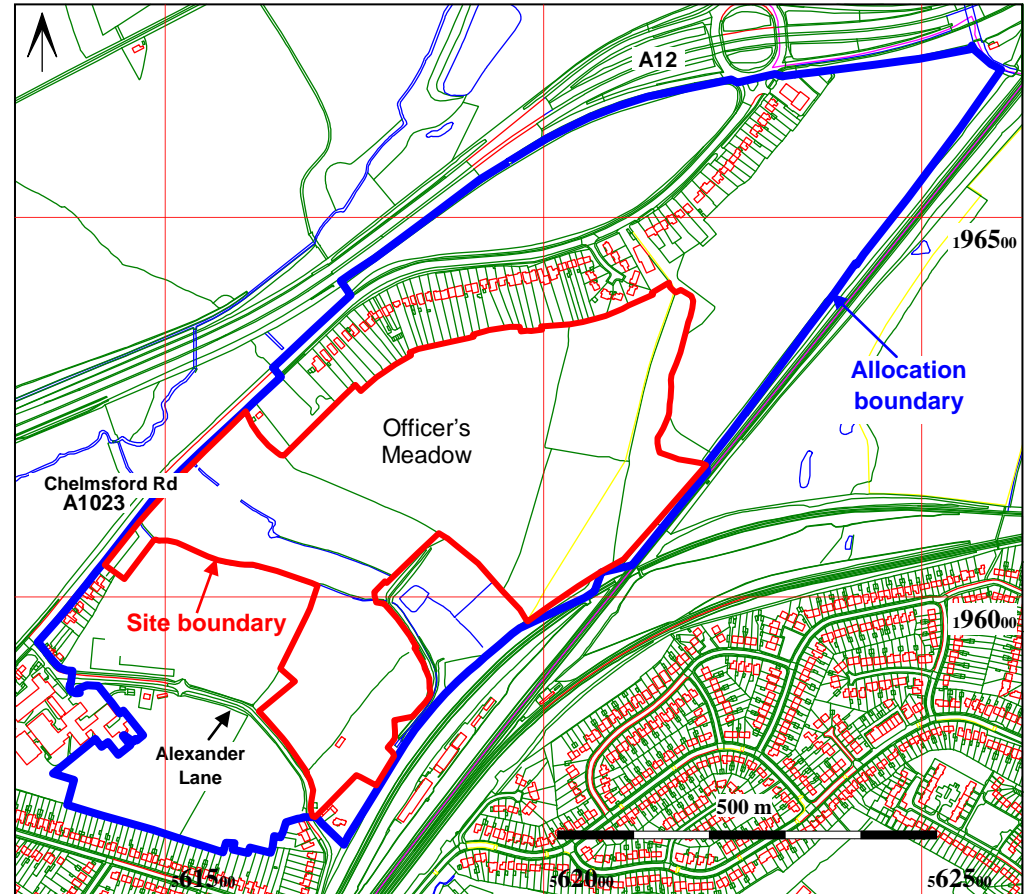 A12
196500
Allocation
boundary
Officer's
Meadow
Chelmsford Rd
A1023
Site boundary
196000
Alexander
Lane
500 m
561500
562000
562500